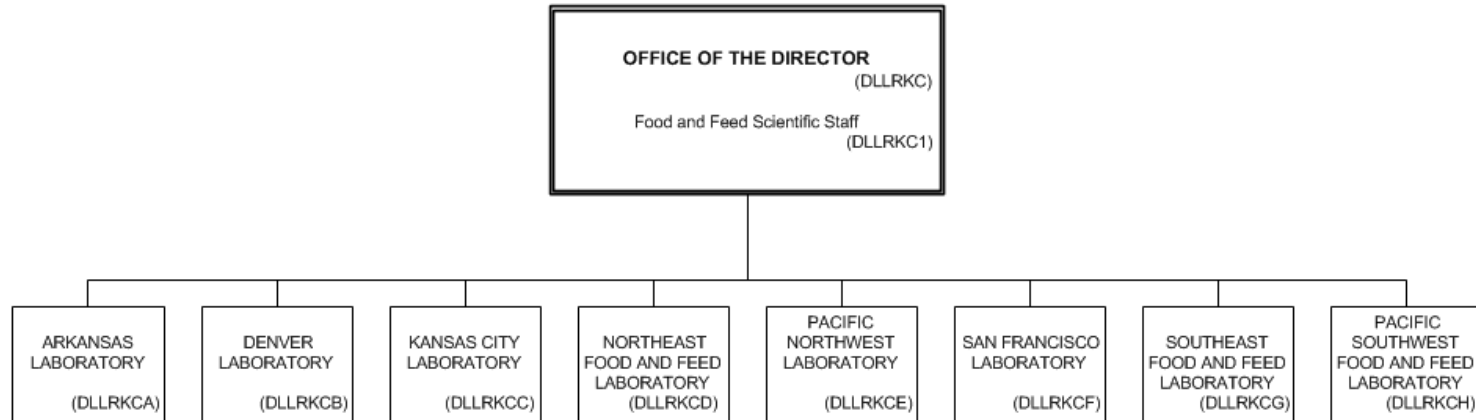 OFFICE OF THE DIRECTOR
(DLLRKC)
Food and Feed Scientific Staff
(DLLRKC1)
ARKANSAS
LABORATORY
(DLLRKCA)
DENVER
LABORATORY
(DLLRKCB)
KANSAS CITY
LABORATORY
(DLLRKCC)
NORTHEAST
FOOD AND FEED
LABORATORY
(DLLRKCD)
PACIFIC
NORTHWEST
LABORATORY
(DLLRKCE)
SAN FRANCISCO
LABORATORY
(DLLRKCF)
SOUTHEAST
FOOD AND FEED
LABORATORY
(DLLRKCG)
PACIFIC
SOUTHWEST
FOOD AND FEED
LABORATORY
(DLLRKCH)